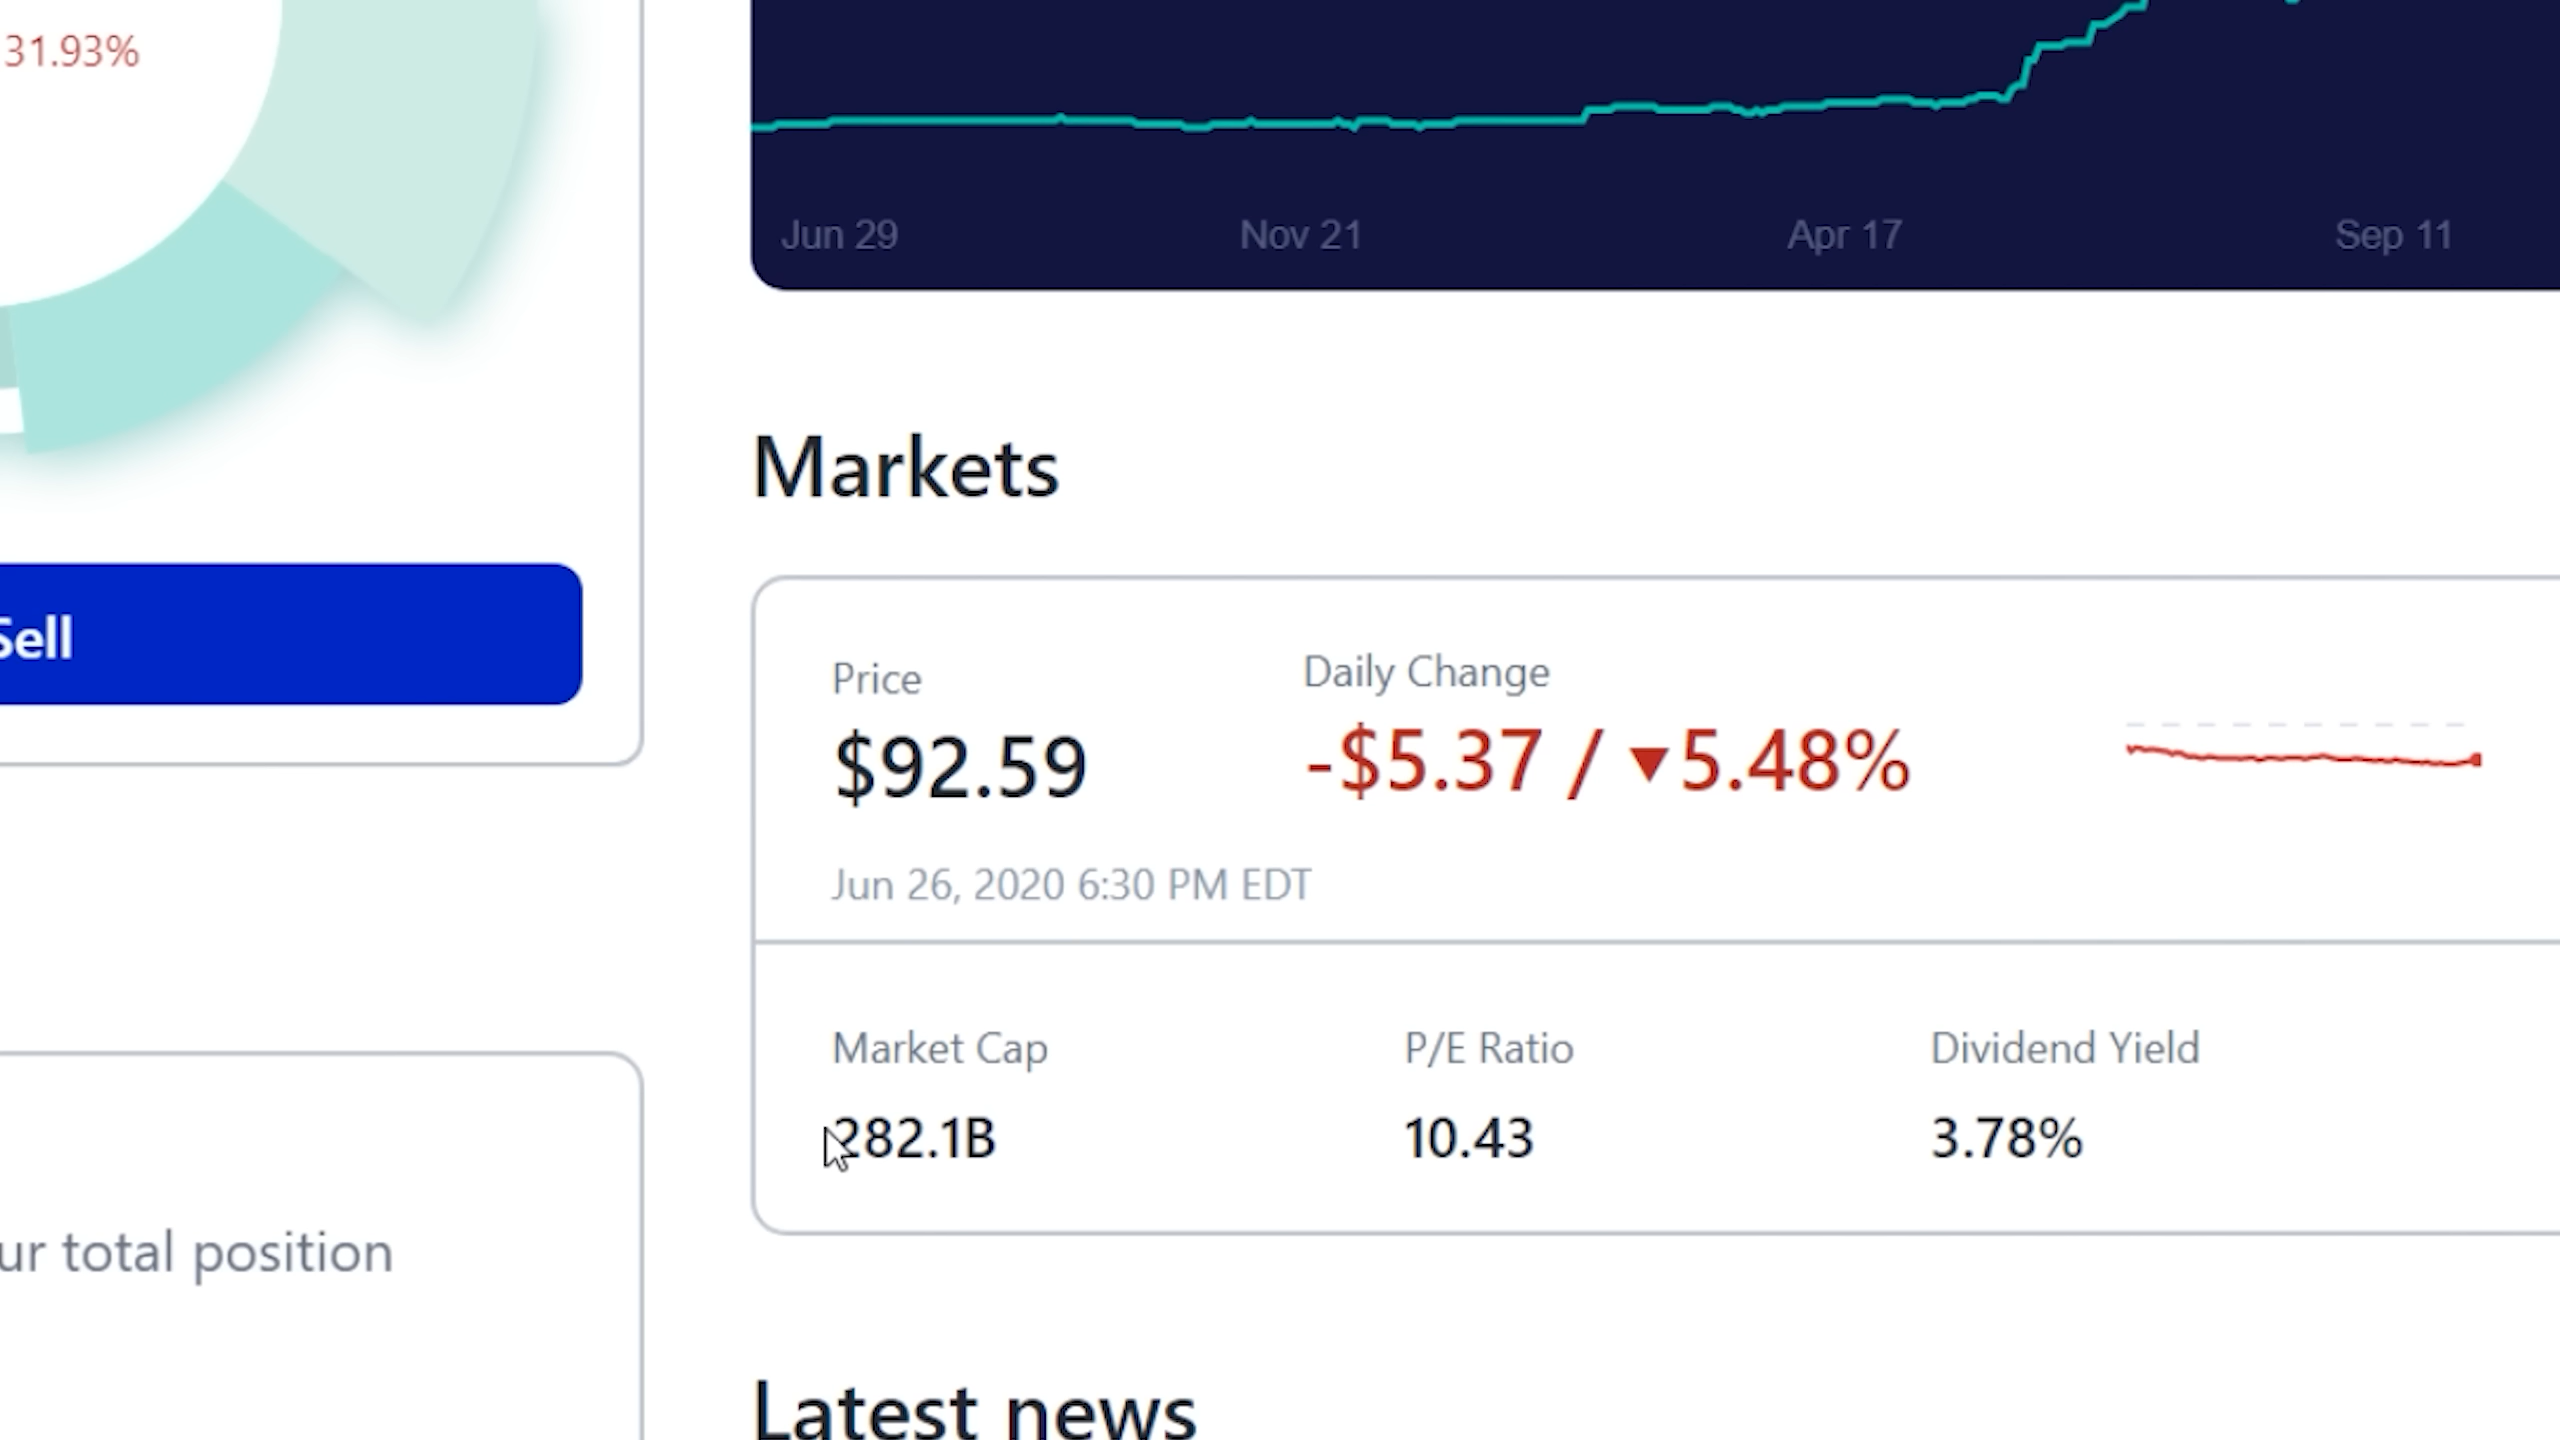 31.93%
Jun 29 Nov 21 Apr 17 Sep 11
Markets
Sell
Price Daily Change
$92.59 -$5.37 / ▼5.48%
Jun 26, 2020 6:30 PM EDT
Market Cap P/E Ratio Dividend Yield
282.1B 10.43 3.78%
total position
Latest news